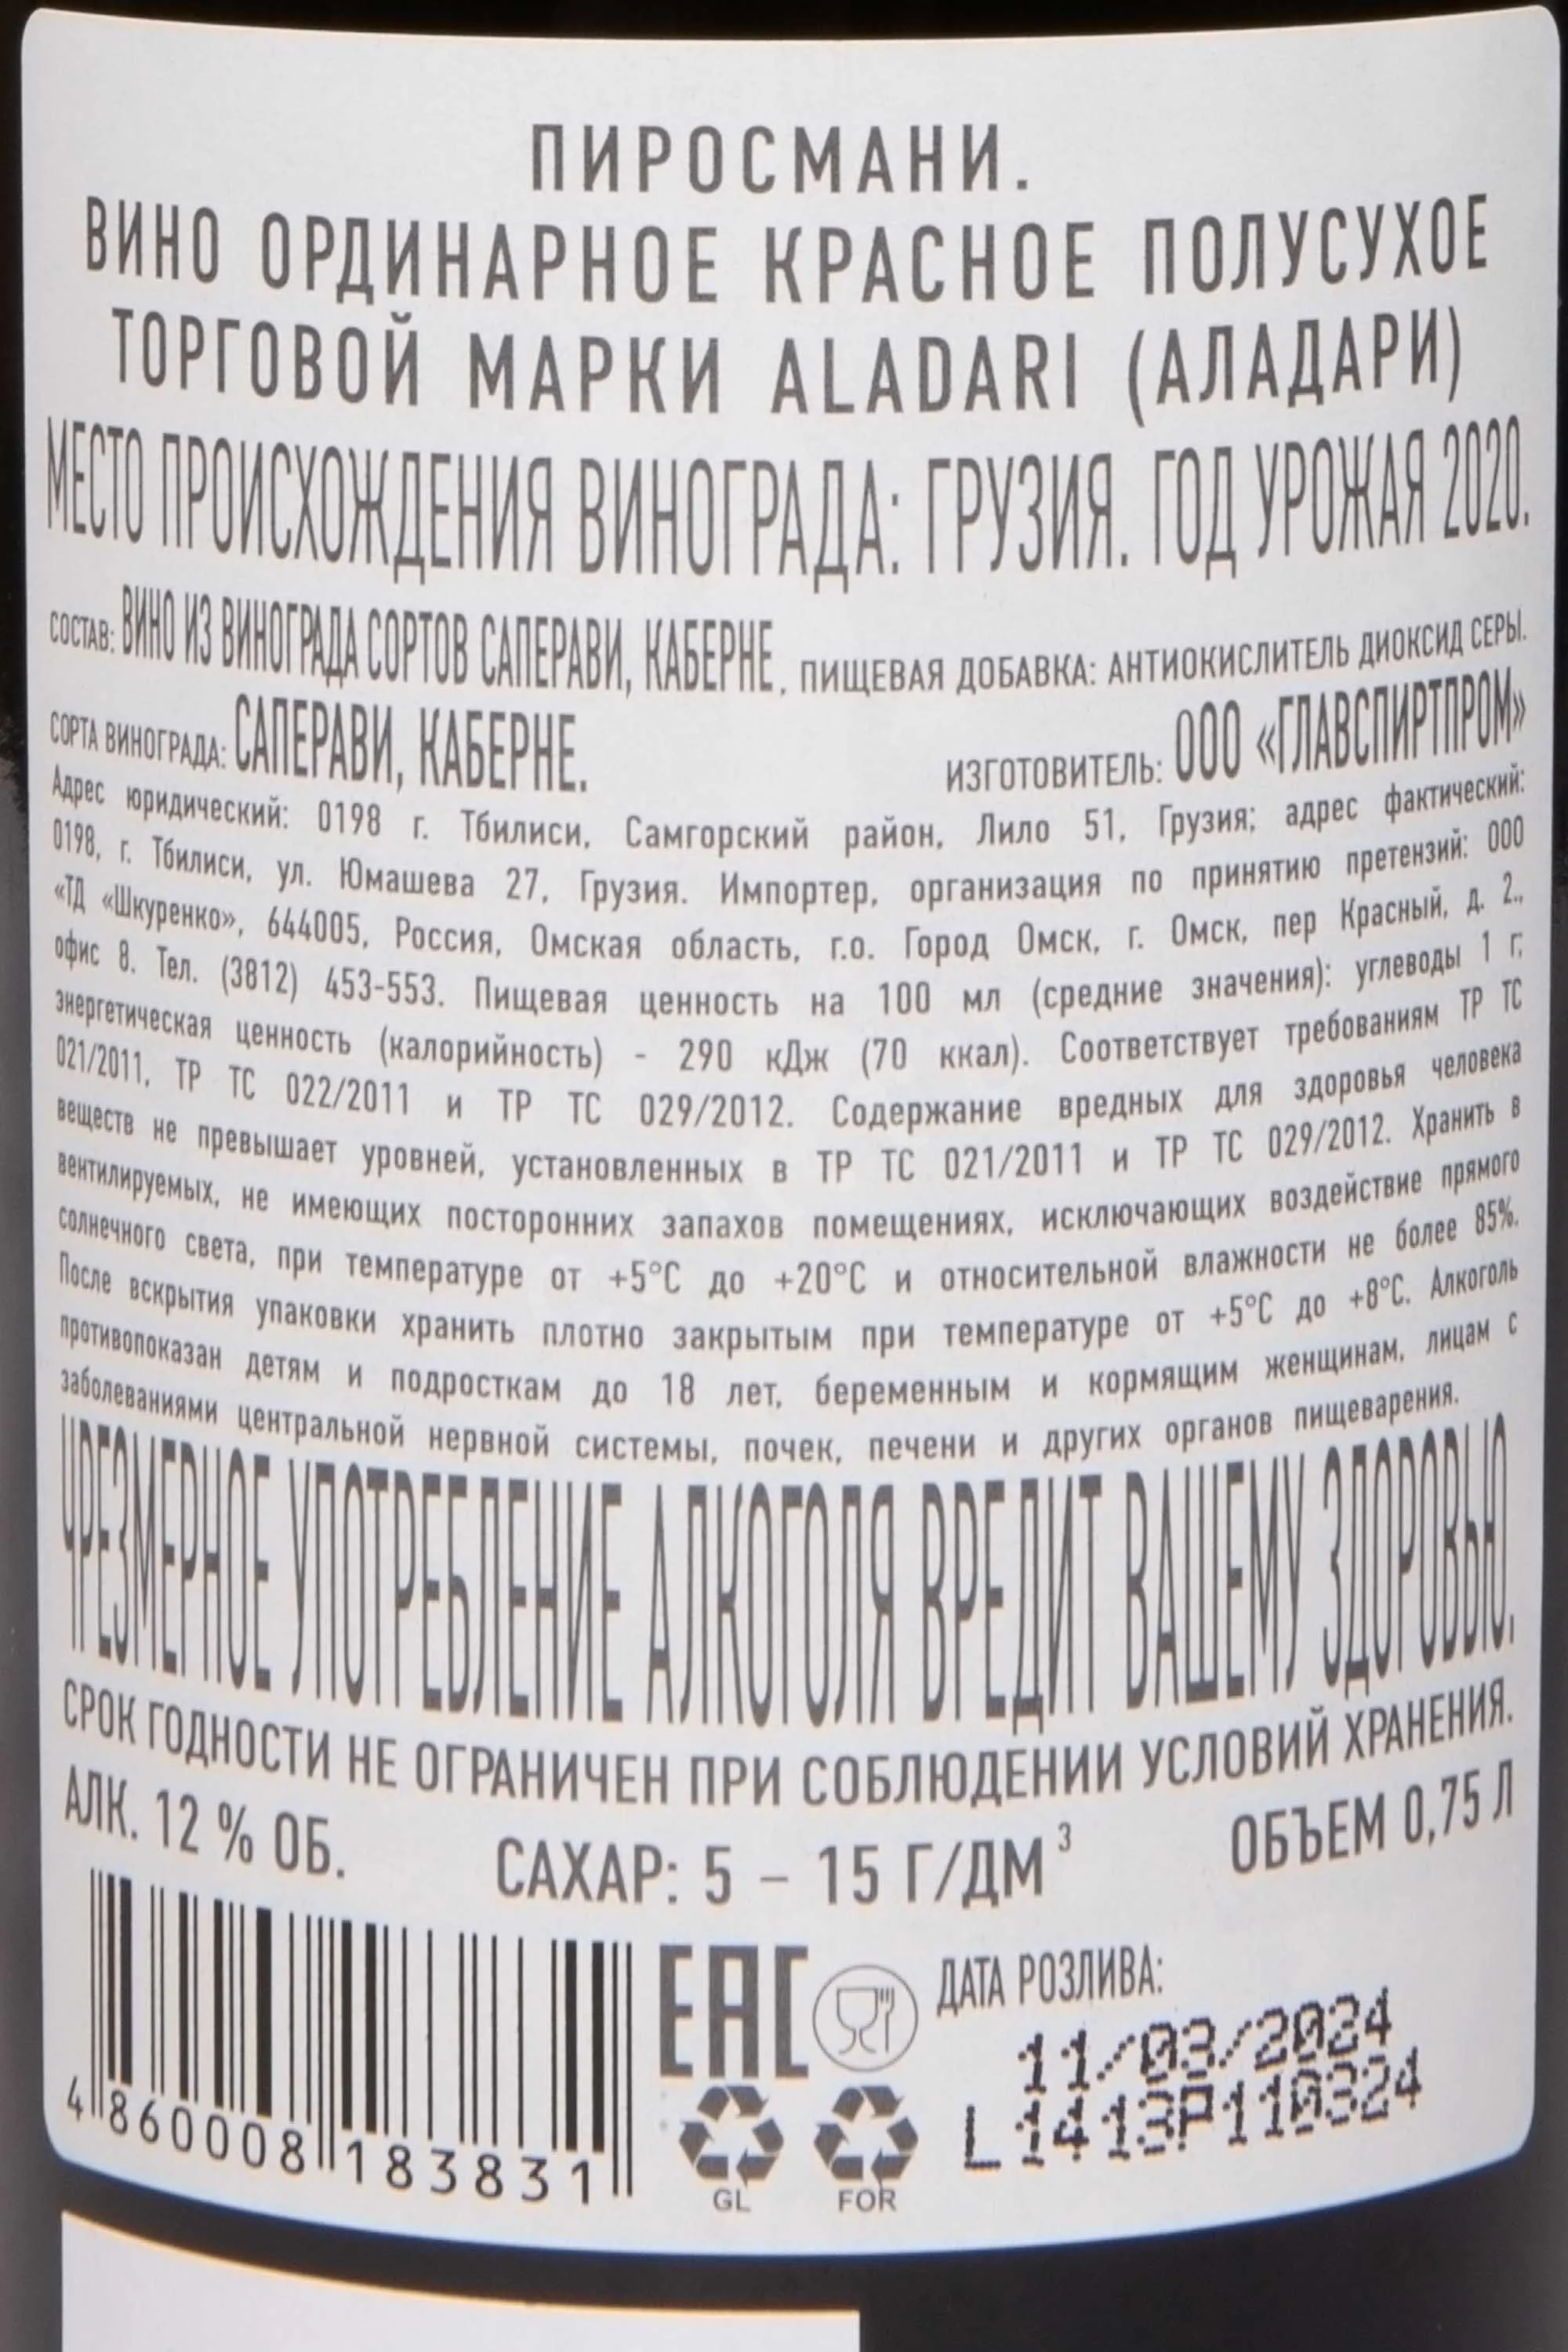 ПИРОСМАНИ.
ВИНО ОРДИНАРНОЕ КРАСНОЕ ПОЛУСУХОЕ
ТОРГОВОЙ МАРКИ ALADARI (АЛАДАРИ)
МЕСТО ПРОИСХОЖДЕНИЯ ВИНОГРАДА: ГРУЗИЯ. ГОД УРОЖАЯ 2020.
СОСТАВ: ВИНО ИЗ ВИНОГРАДА СОРТОВ САПЕРАВИ, КАБЕРНЕ, ПИЩЕВАЯ ДОБАВКА: АНТИОКИСЛИТЕЛЬ ДИОКСИД СЕРЫ.
СОРТА ВИНОГРАДА: САПЕРАВИ, КАБЕРНЕ. ИЗГОТОВИТЕЛЬ: ООО «ГЛАВСПИРТПРОМ»
Адрес юридический: 0198 г. Тбилиси, Самгорский район, Лило 51, Грузия; адрес фактический:
0198, г. Тбилиси, ул. Юмашева 27, Грузия. Импортер, организация по принятию претензий: ООО
«ТД «Шкуренко», 644005, Россия, Омская область, г.о. Город Омск, г. Омск, пер Красный, д. 2.,
офис 8. Тел. (3812) 453-553. Пищевая ценность на 100 мл (средние значения): углеводы 1 г;
энергетическая ценность (калорийность) - 290 кДж (70 ккал). Соответствует требованиям ТР ТС
021/2011, ТР ТС 022/2011 и ТР ТС 029/2012. Содержание вредных для здоровья человека
веществ не превышает уровней, установленных в ТР ТС 021/2011 и ТР ТС 029/2012. Хранить в
вентилируемых, не имеющих посторонних запахов помещениях, исключающих воздействие прямого
солнечного света, при температуре от +5°С до +20°С и относительной влажности не более 85%.
После вскрытия упаковки хранить плотно закрытым при температуре от +5°С до +8°С. Алкоголь
противопоказан детям и подросткам до 18 лет, беременным и кормящим женщинам, лицам с
заболеваниями центральной нервной системы, почек, печени и других органов пищеварения.
ЧРЕЗМЕРНОЕ УПОТРЕБЛЕНИЕ АЛКОГОЛЯ ВРЕДИТ ВАШЕМУ ЗДОРОВЬЮ.
СРОК ГОДНОСТИ НЕ ОГРАНИЧЕН ПРИ СОБЛЮДЕНИИ УСЛОВИЙ ХРАНЕНИЯ.
АЛК. 12 % ОБ. САХАР: 5 – 15 Г/ДМ³ ОБЪЕМ 0,75 Л
EAC
ДАТА РОЗЛИВА:
11/03/2024
L1413P110324
4 860008 183831
GL FOR